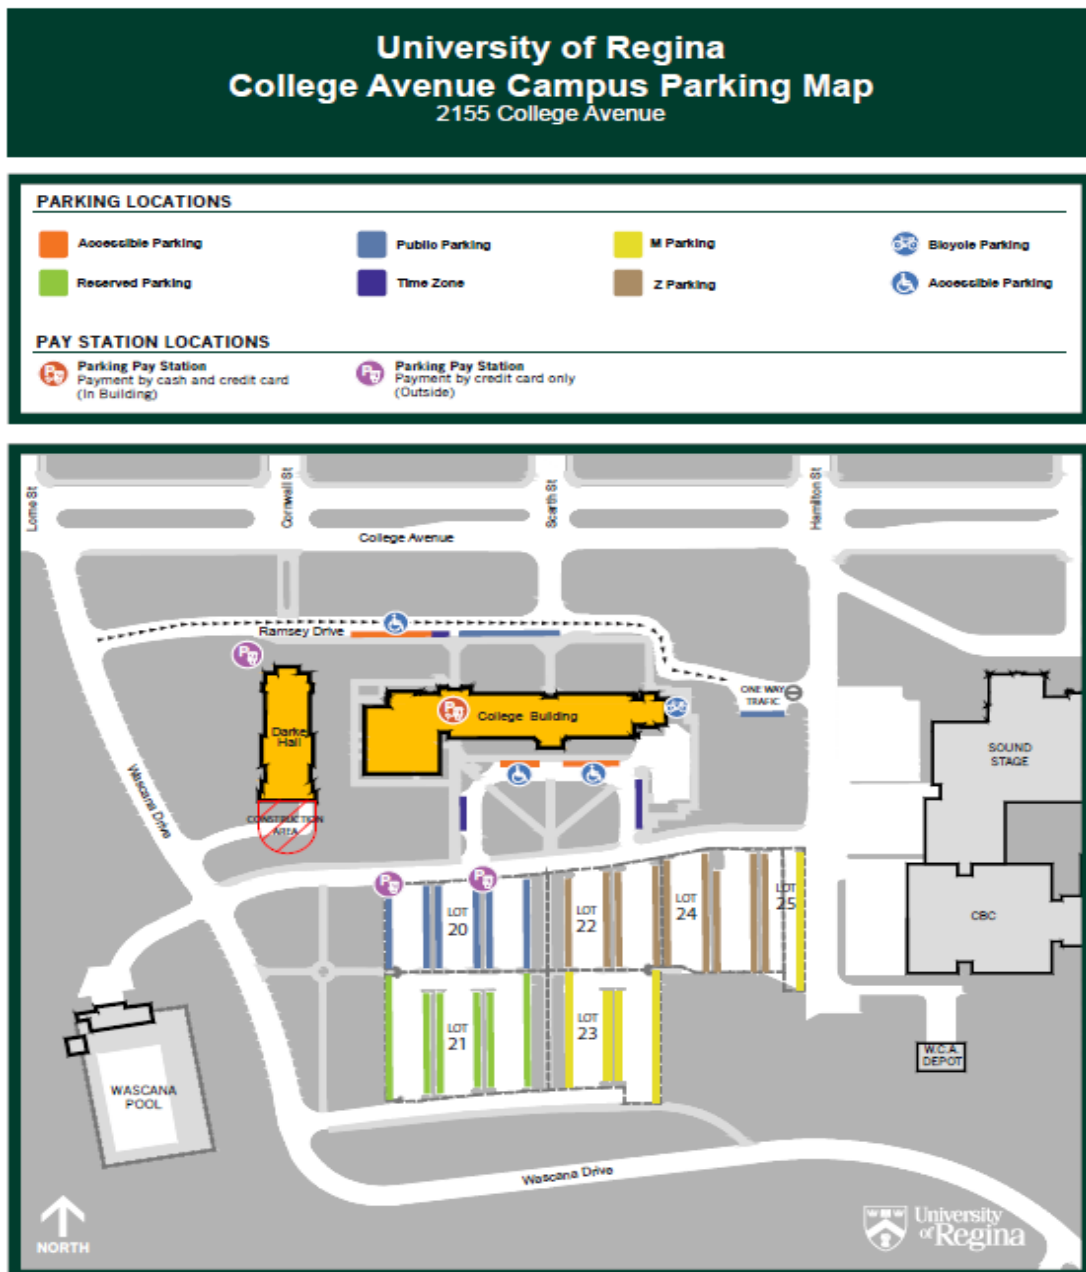 University of Regina
College Avenue Campus Parking Map
2155 College Avenue
PARKING LOCATIONS
Accessible Parking
Public Parking
M Parking
Bicycle Parking
Reserved Parking
Time Zone
Z Parking
Accessible Parking
PAY STATION LOCATIONS
Parking Pay Station
Payment by cash and credit card
(In Building)
Parking Pay Station
Payment by credit card only
(Outside)
Lorne St
Cornwall St
Scarth St
Hamilton St
College Avenue
Ramsey Drive
ONE WAY
TRAFIC
College Building
Darke
Hall
SOUND
STAGE
Wascana Drive
CONSTRUCTION
AREA
LOT
20
LOT
22
LOT
24
LOT
25
CBC
LOT
21
LOT
23
W.C.A.
DEPOT
WASCANA
POOL
Wascana Drive
NORTH
University
of Regina